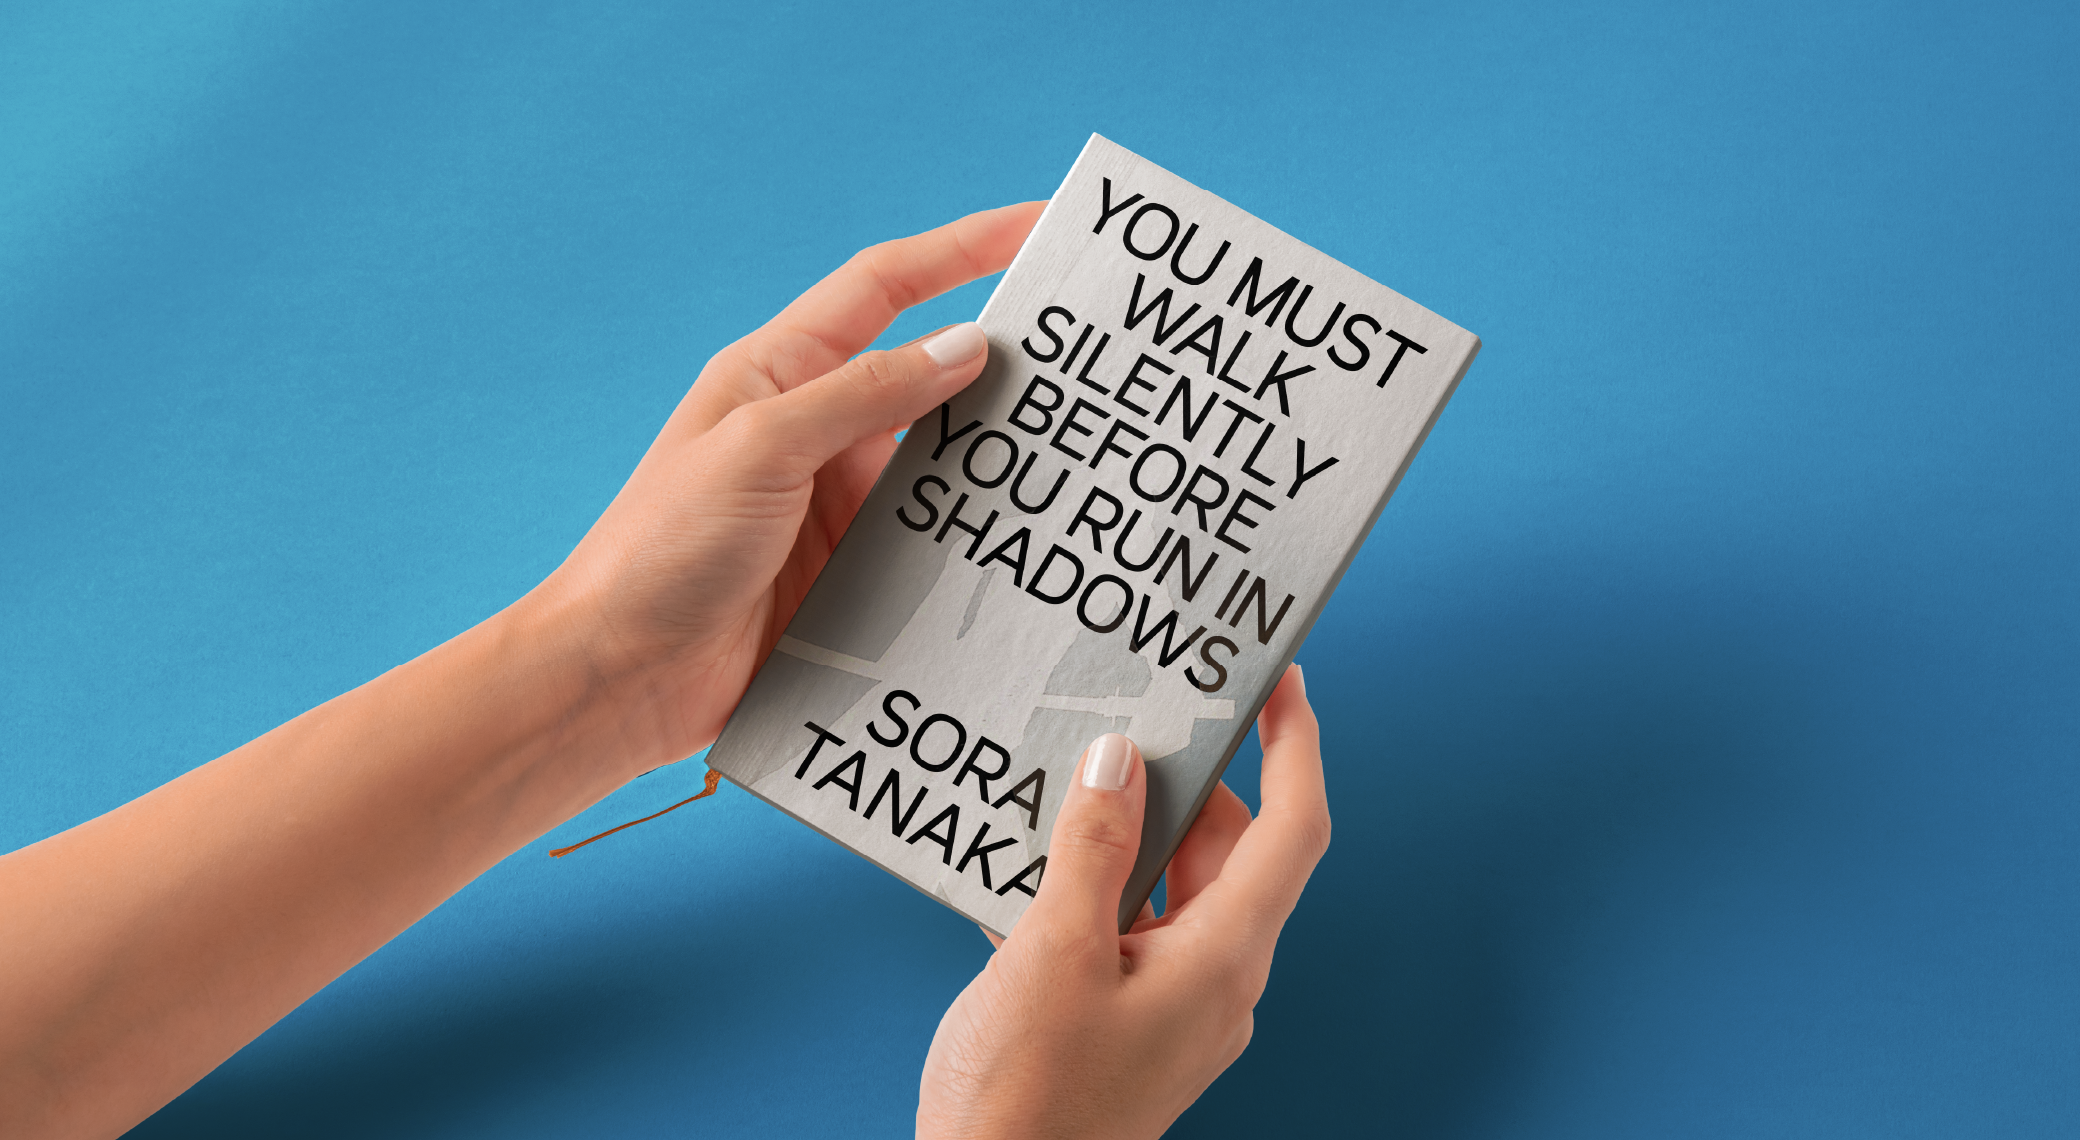 YOU MUST
WALK
SILENTLY
BEFORE
YOU RUN IN
SHADOWS
SORA
TANAKA